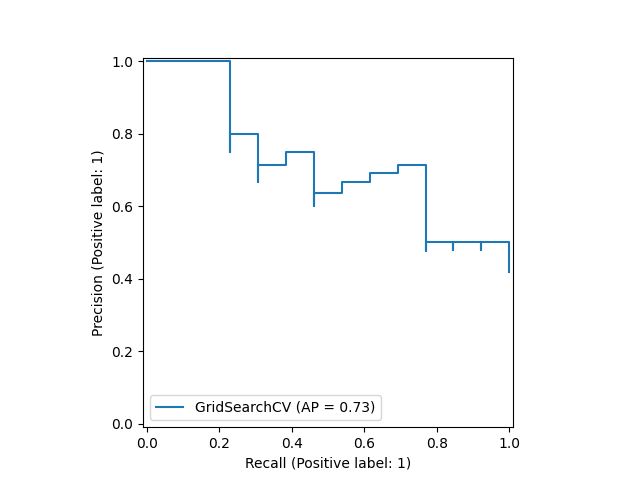 1.0
0.8
0.6
0.4
0.2
0.0
Precision (Positive label: 1)
GridSearchCV (AP = 0.73)
0.0 0.2 0.4 0.6 0.8 1.0
Recall (Positive label: 1)